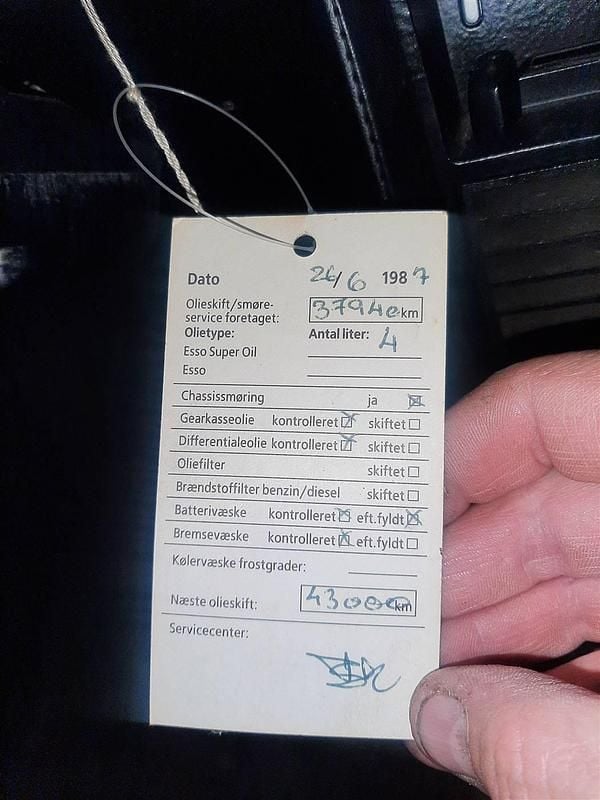 Dato 26/6 1987
Olieskift/smøre-
service foretaget: 37940 km
Olietype: Antal liter: 4
Esso Super Oil
Esso
Chassissmøring ja
Gearkasseolie kontrolleret skiftet
Differentialeolie kontrolleret skiftet
Oliefilter skiftet
Brændstoffilter benzin/diesel skiftet
Batterivæske kontrolleret eft.fyldt
Bremsevæske kontrolleret eft.fyldt
Kølervæske frostgrader:
Næste olieskift: 43000 km
Servicecenter: